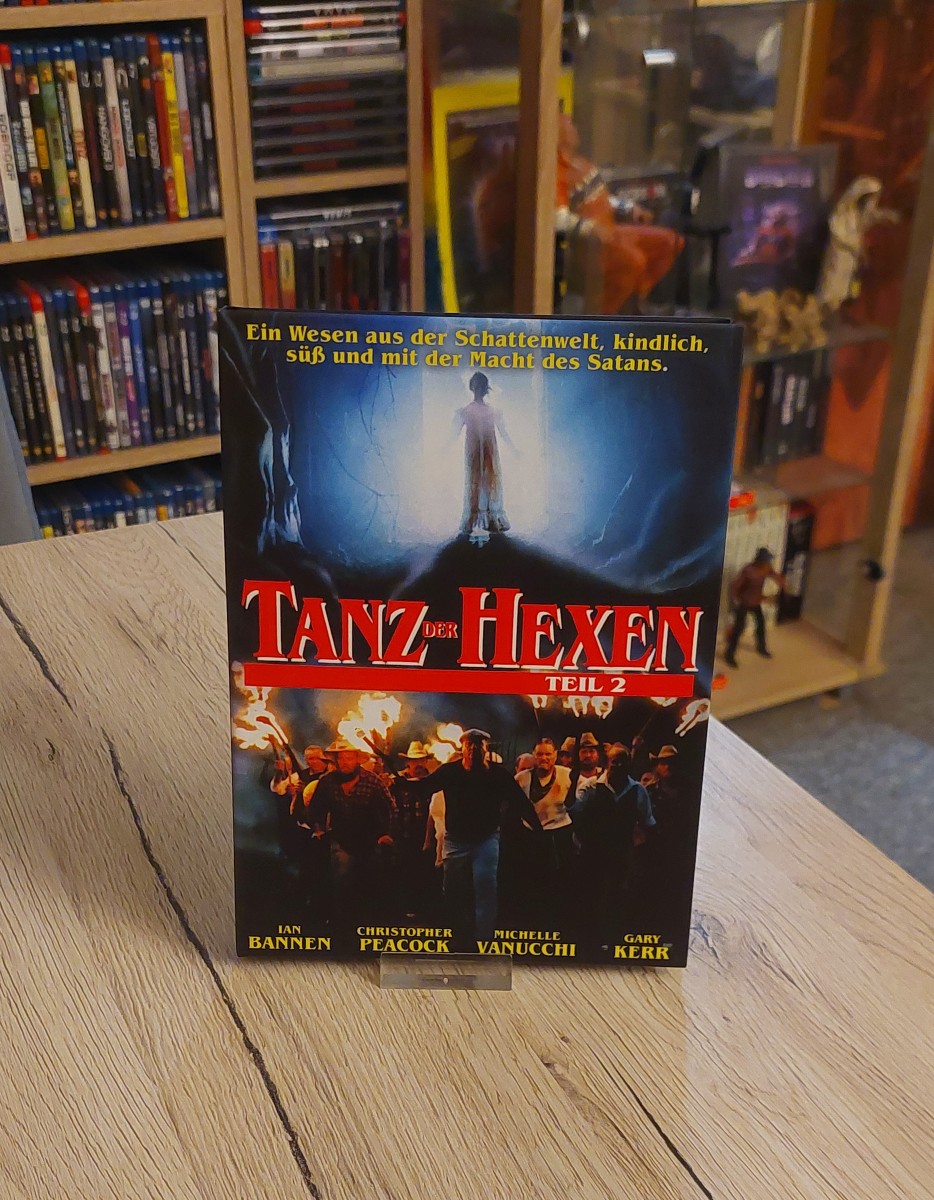 Ein Wesen aus der Schattenwelt, kindlich,
süß und mit der Macht des Satans.
TANZ DER HEXEN
TEIL 2
IAN BANNEN
CHRISTOPHER PEACOCK
MICHELLE VANUCCHI
GARY KERR